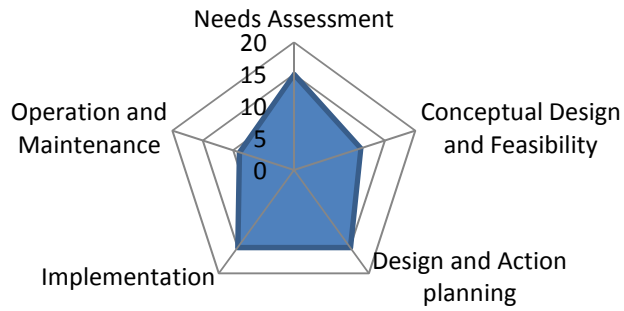 Needs Assessment
20
15
10
5
0
Conceptual Design
and Feasibility
Design and Action
planning
Implementation
Operation and
Maintenance